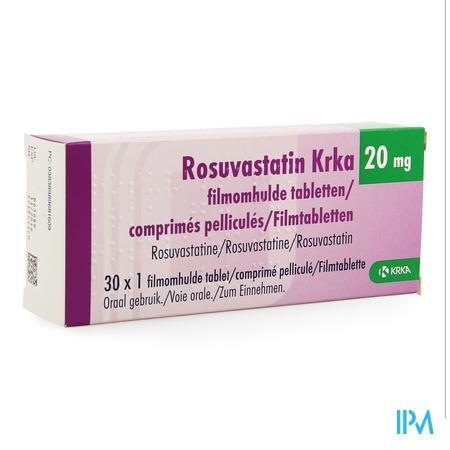 Rosuvastatin Krka 20 mg
filmomhulde tabletten/
comprimés pelliculés/Filmtabletten
Rosuvastatine/Rosuvastatine/Rosuvastatin
30 x 1 filmomhulde tablet/comprimé pelliculé/Filmtablette
Oraal gebruik./Voie orale./Zum Einnehmen.
KRKA
IPM